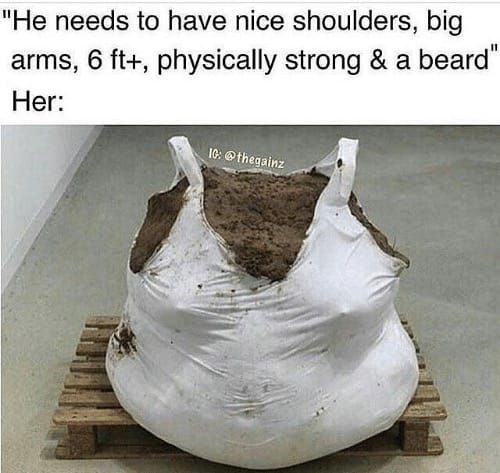 "He needs to have nice shoulders, big
arms, 6 ft+, physically strong & a beard"
Her:
IG: @thegainz